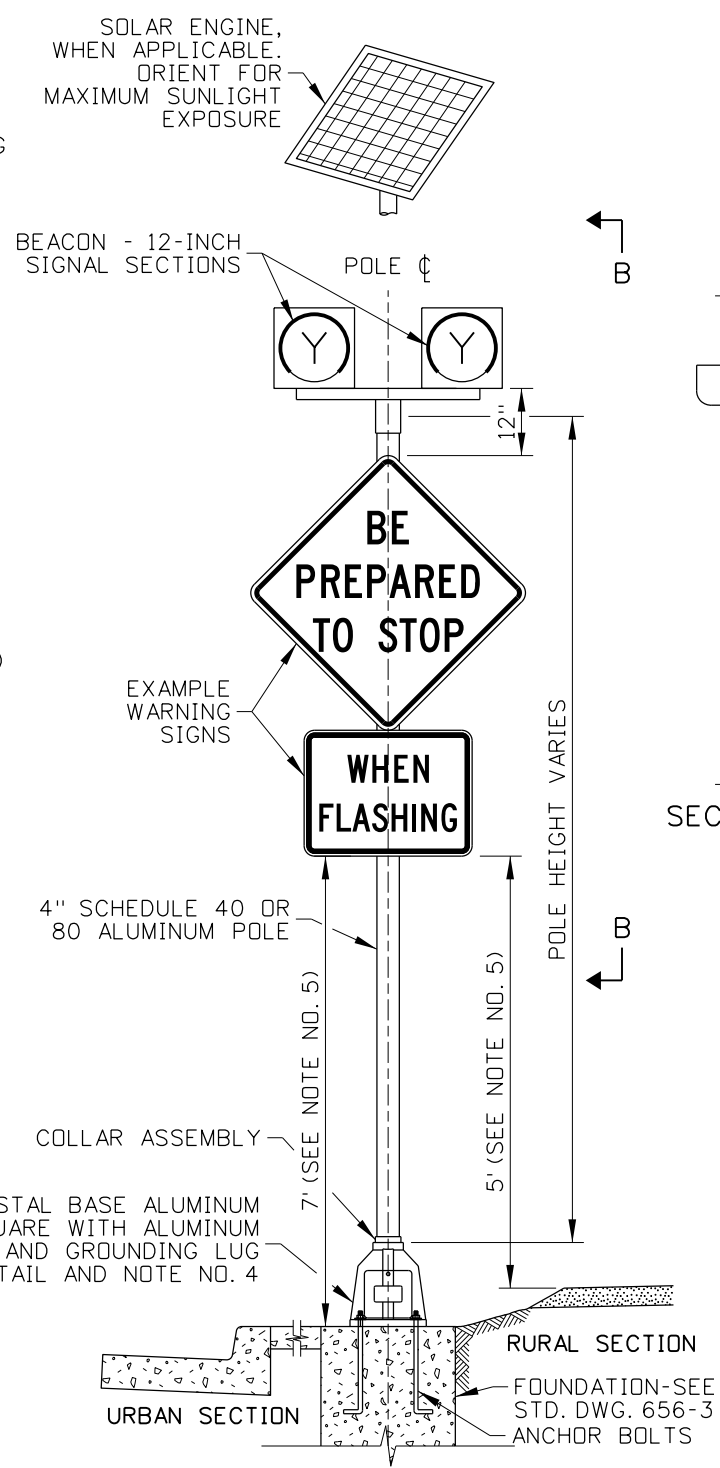 SOLAR ENGINE,
WHEN APPLICABLE.
ORIENT FOR
MAXIMUM SUNLIGHT
EXPOSURE
G
BEACON - 12-INCH
SIGNAL SECTIONS
POLE ℄
B
Y
Y
12"
BE
PREPARED
TO STOP
)
EXAMPLE
WARNING
SIGNS
WHEN
FLASHING
POLE HEIGHT VARIES
SEC
4" SCHEDULE 40 OR
80 ALUMINUM POLE
B
7' (SEE NOTE NO. 5)
5' (SEE NOTE NO. 5)
COLLAR ASSEMBLY
STAL BASE ALUMINUM
UARE WITH ALUMINUM
AND GROUNDING LUG
TAIL AND NOTE NO. 4
RURAL SECTION
URBAN SECTION
FOUNDATION-SEE
STD. DWG. 656-3
ANCHOR BOLTS